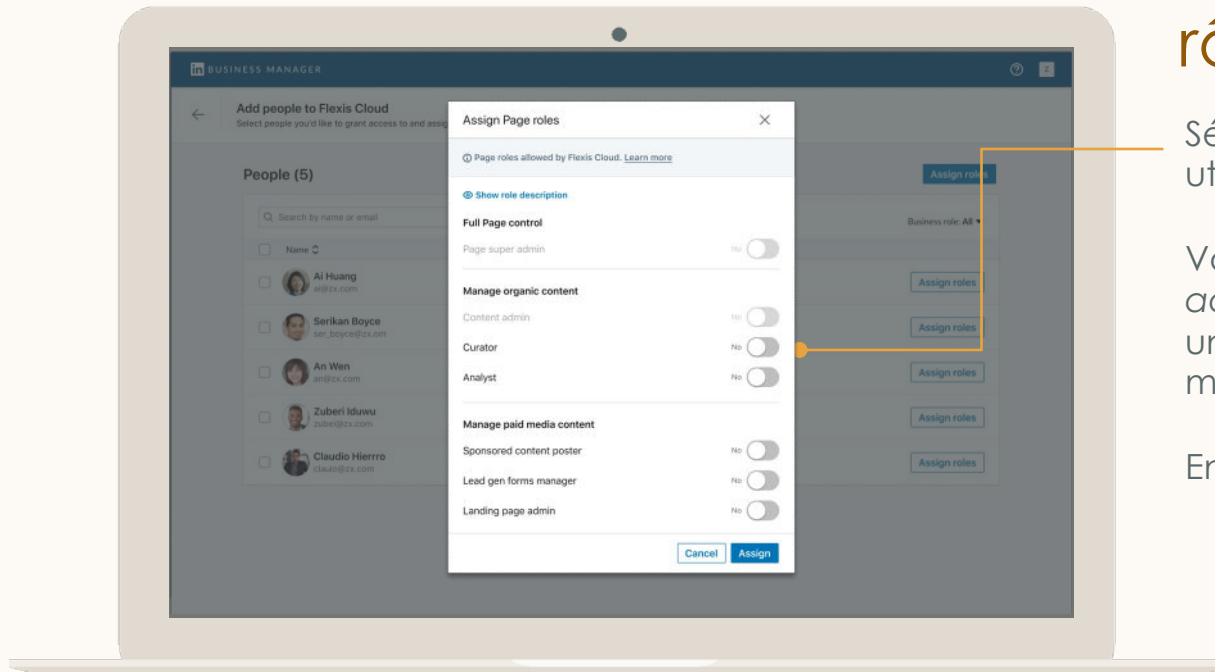 in BUSINESS MANAGER
Z
Add people to Flexis Cloud
Select people you'd like to grant access to and assig
People (5)
Assign roles
Search by name or email
Business role: All
Name
Ai Huang
ai@zx.com
Assign roles
Serikan Boyce
ser_boyce@zx.om
Assign roles
An Wen
an@zx.com
Assign roles
Zuberi Iduwu
zube@zx.com
Assign roles
Claudio Hierrro
claulo@zx.com
Assign roles
Assign Page roles
Page roles allowed by Flexis Cloud. Learn more
Show role description
Full Page control
Page super admin No
Manage organic content
Content admin No
Curator No
Analyst No
Manage paid media content
Sponsored content poster No
Lead gen forms manager No
Landing page admin No
Cancel Assign
rô
Sé
ut
Vo
ac
un
m
En